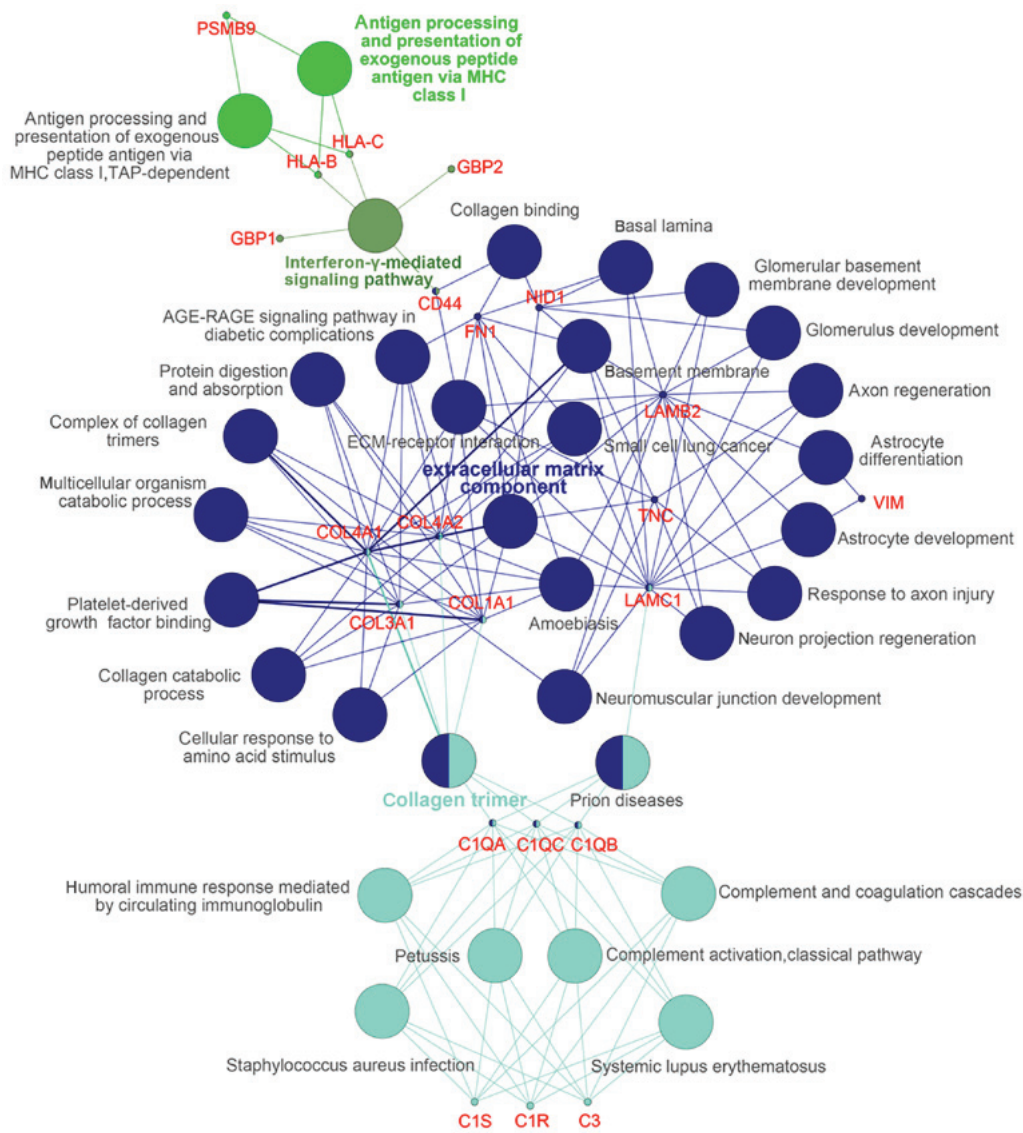 PSMB9
Antigen processing
and presentation of
exogenous peptide
antigen via MHC
class I
Antigen processing and
presentation of exogenous
peptide antigen via
MHC class I,TAP-dependent
HLA-C
HLA-B
GBP2
GBP1
Interferon-γ-mediated
signaling pathway
Collagen binding
Basal lamina
Glomerular basement
membrane development
CD44
NID1
FN1
AGE-RAGE signaling pathway in
diabetic complications
Glomerulus development
Protein digestion
and absorption
Basement membrane
Axon regeneration
LAMB2
Complex of collagen
trimers
ECM-receptor interaction
Small cell lung cancer
Astrocyte
differentiation
extracellular matrix
component
Multicellular organism
catabolic process
VIM
COL4A1
COL4A2
TNC
Astrocyte development
Platelet-derived
growth factor binding
COL3A1
COL1A1
Amoebiasis
LAMC1
Response to axon injury
Neuron projection regeneration
Collagen catabolic
process
Neuromuscular junction development
Cellular response to
amino acid stimulus
Collagen trimer
Prion diseases
C1QA
C1QC
C1QB
Humoral immune response mediated
by circulating immunoglobulin
Complement and coagulation cascades
Petussis
Complement activation,classical pathway
Staphylococcus aureus infection
Systemic lupus erythematosus
C1S
C1R
C3